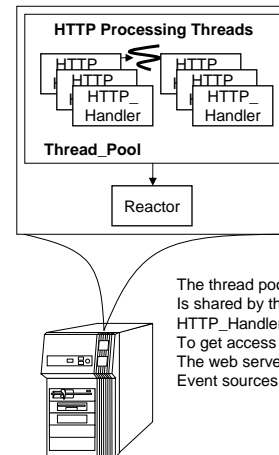 HTTP Processing Threads
HTTP HTTP
HTTP HTTP
HTTP_ HTTP_
Handler Handler
Thread_Pool
Reactor
The thread poo
Is shared by th
HTTP_Handler
To get access
The web serve
Event sources